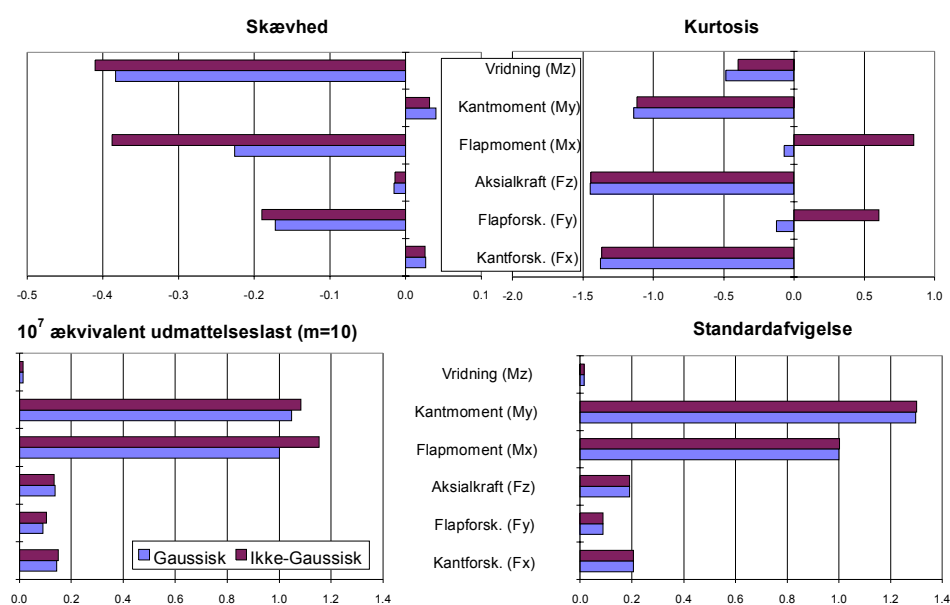 Skævhed
Kurtosis
Vridning (Mz)
Kantmoment (My)
Flapmoment (Mx)
Aksialkraft (Fz)
Flapforsk. (Fy)
Kantforsk. (Fx)
-0.5 -0.4 -0.3 -0.2 -0.1 0.0 0.1
-2.0 -1.5 -1.0 -0.5 0.0 0.5 1.0
10⁷ ækvivalent udmattelseslast (m=10)
Standardafvigelse
Vridning (Mz)
Kantmoment (My)
Flapmoment (Mx)
Aksialkraft (Fz)
Flapforsk. (Fy)
Kantforsk. (Fx)
Gaussisk Ikke-Gaussisk
0.0 0.2 0.4 0.6 0.8 1.0 1.2 1.4
0.0 0.2 0.4 0.6 0.8 1.0 1.2 1.4